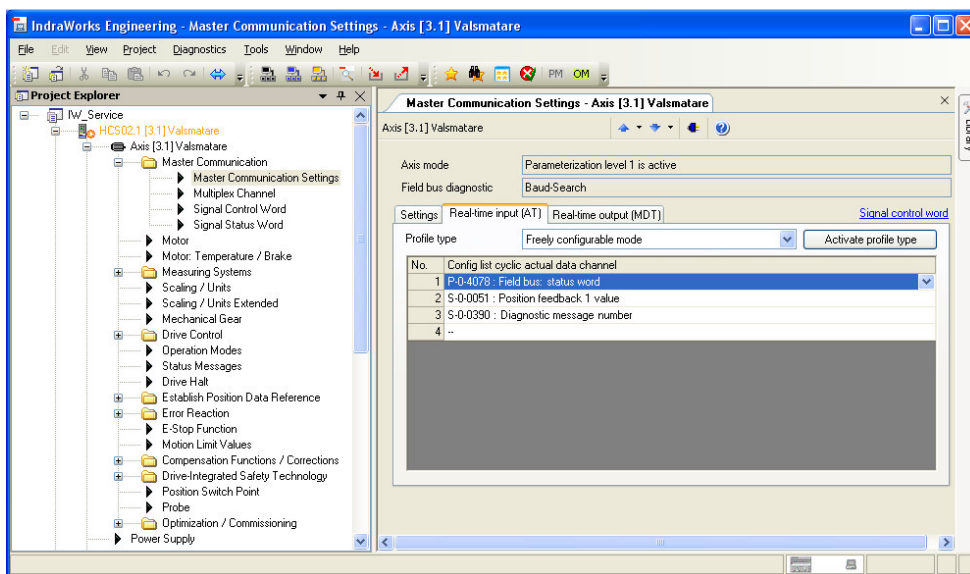 IndraWorks Engineering - Master Communication Settings - Axis [3.1] Valsmatare
File Edit View Project Diagnostics Tools Window Help
PM OM
Project Explorer
IW_Service
HCS02.1 [3.1] Valsmatare
Axis [3.1] Valsmatare
Master Communication
Master Communication Settings
Multiplex Channel
Signal Control Word
Signal Status Word
Motor
Motor: Temperature / Brake
Measuring Systems
Scaling / Units
Scaling / Units Extended
Mechanical Gear
Drive Control
Operation Modes
Status Messages
Drive Halt
Establish Position Data Reference
Error Reaction
E-Stop Function
Motion Limit Values
Compensation Functions / Corrections
Drive-Integrated Safety Technology
Position Switch Point
Probe
Optimization / Commissioning
Power Supply
Master Communication Settings - Axis [3.1] Valsmatare
Axis [3.1] Valsmatare
Axis mode Parameterization level 1 is active
Field bus diagnostic Baud-Search
Settings Real-time input (AT) Real-time output (MDT) Signal control word
Profile type Freely configurable mode Activate profile type
No. Config list cyclic actual data channel
1 P-0-4078 : Field bus: status word
2 S-0-0051 : Position feedback 1 value
3 S-0-0390 : Diagnostic message number
4 --
Library